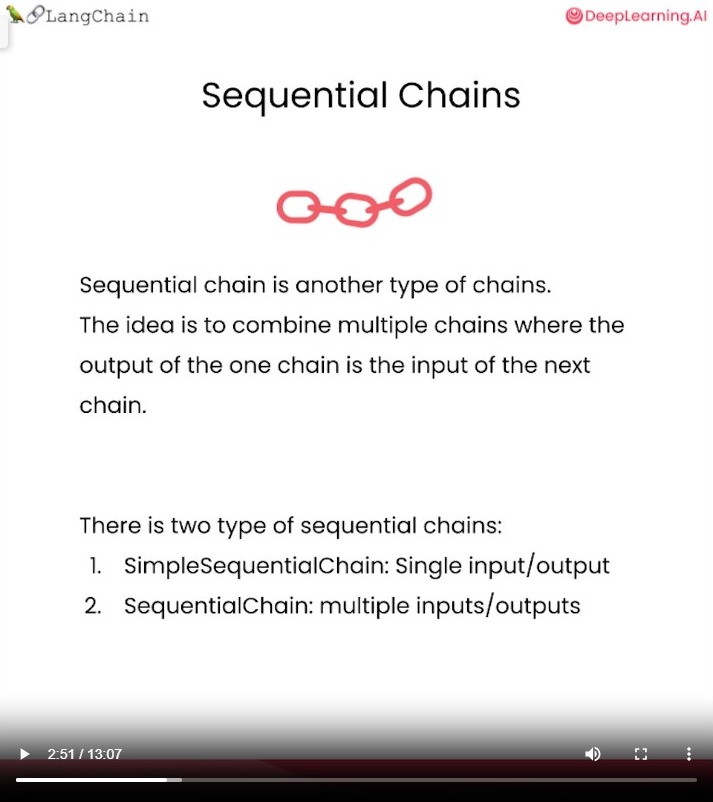 LangChain
DeepLearning.AI
Sequential Chains
Sequential chain is another type of chains.
The idea is to combine multiple chains where the
output of the one chain is the input of the next
chain.
There is two type of sequential chains:
1. SimpleSequentialChain: Single input/output
2. SequentialChain: multiple inputs/outputs
2:51 / 13:07